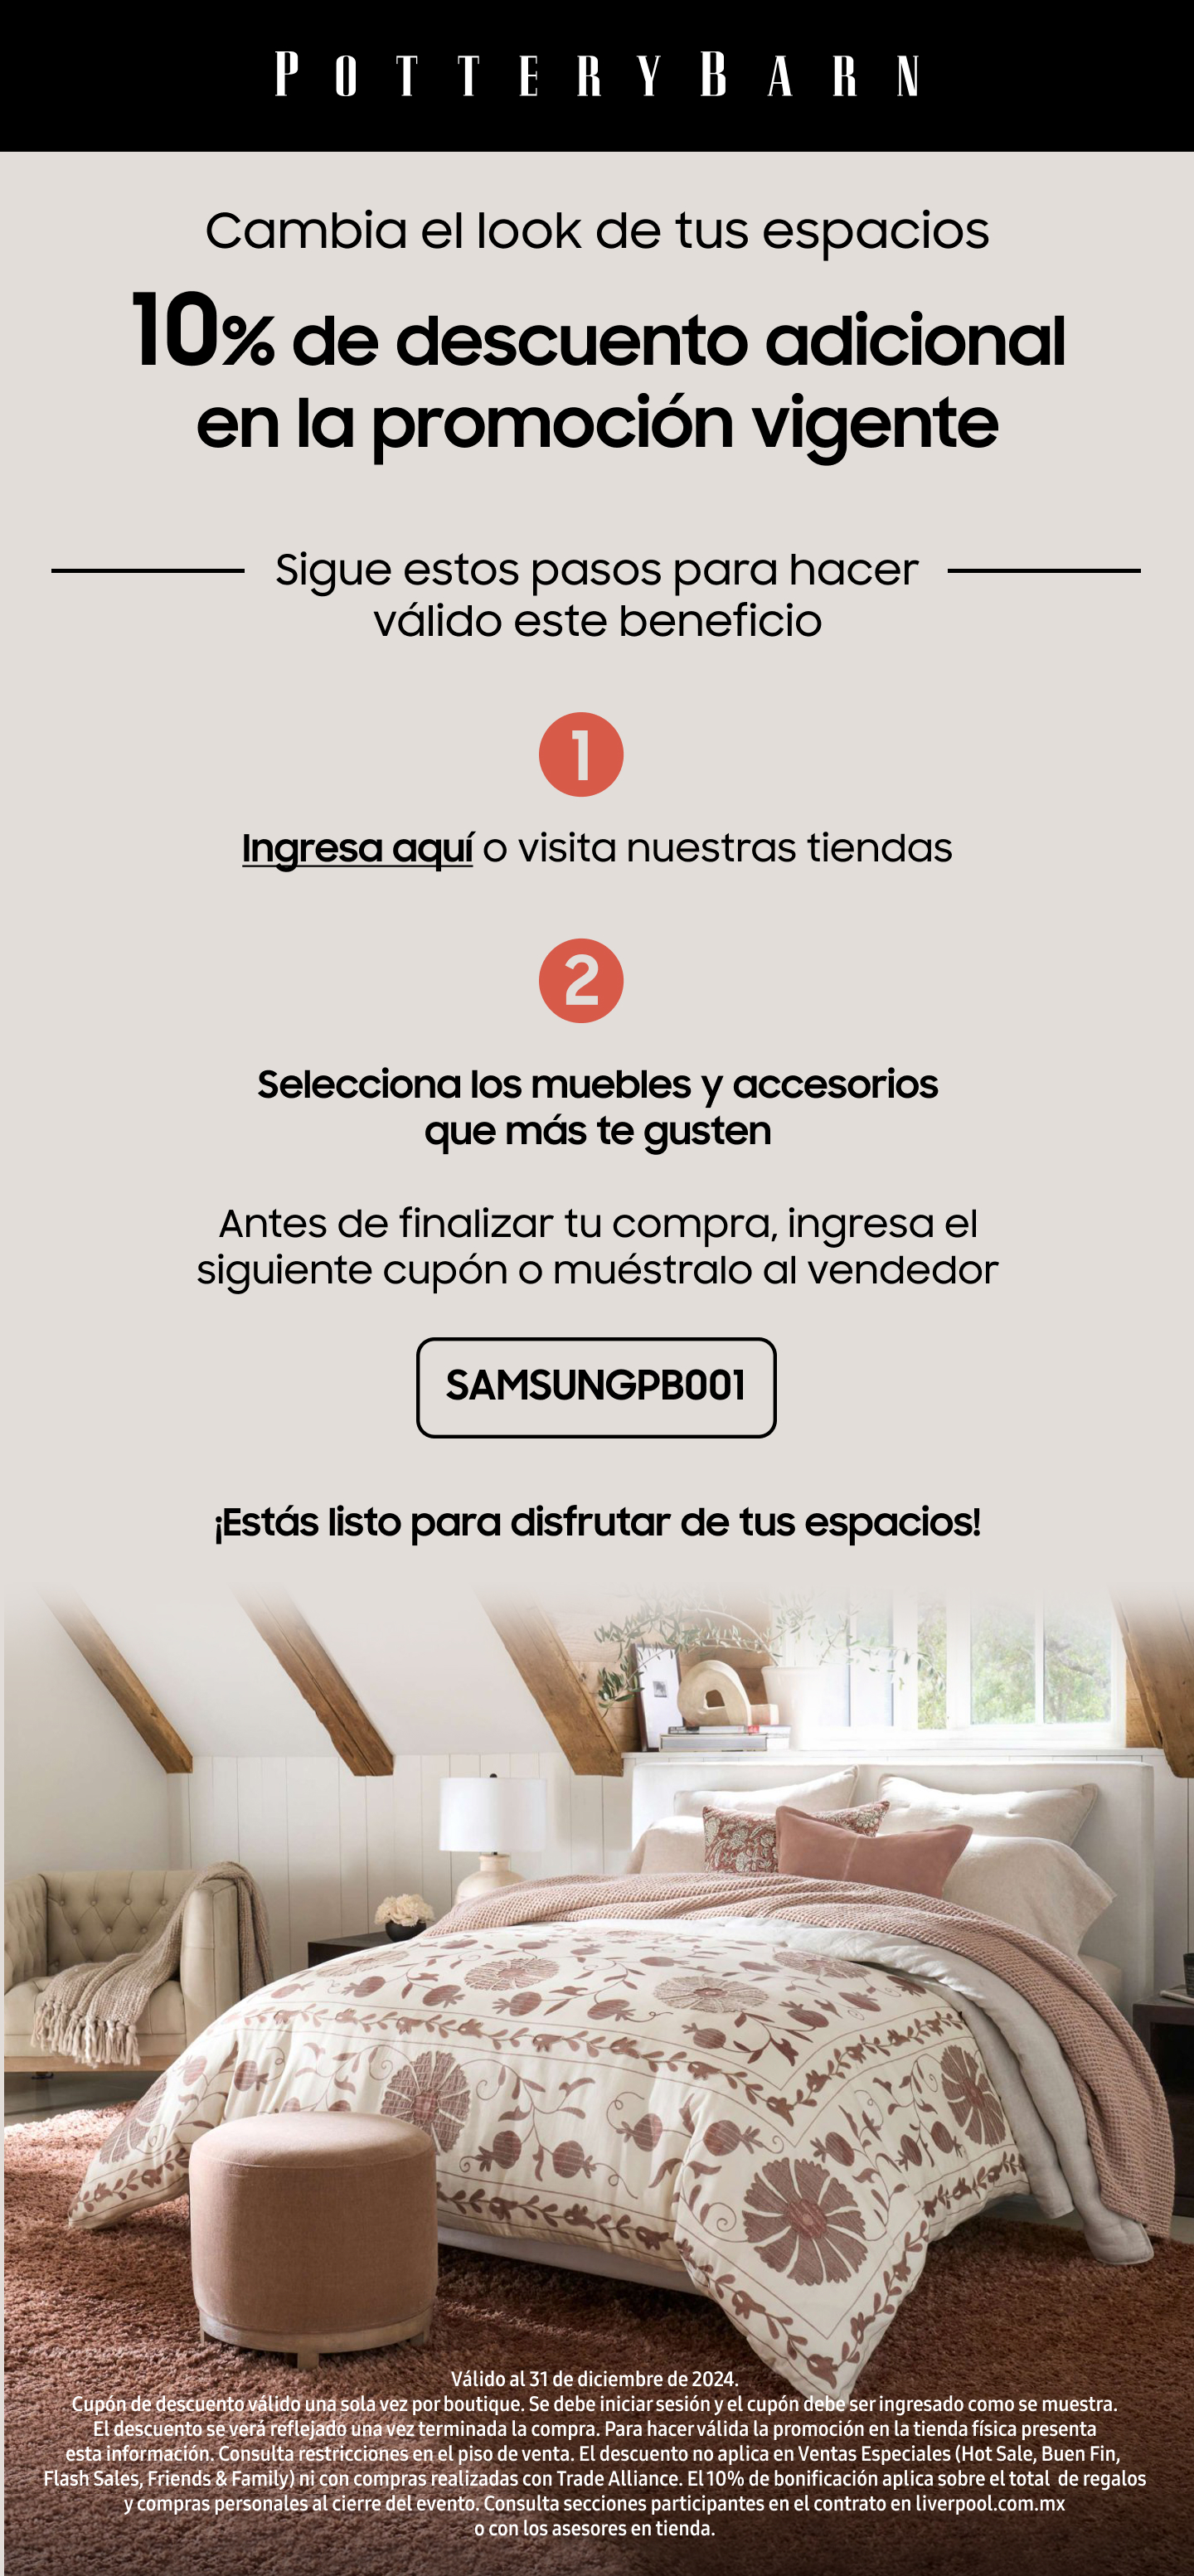 POTTERY BARN
Cambia el look de tus espacios
10% de descuento adicional
en la promoción vigente
Sigue estos pasos para hacer
válido este beneficio
1
Ingresa aquí o visita nuestras tiendas
2
Selecciona los muebles y accesorios
que más te gusten
Antes de finalizar tu compra, ingresa el
siguiente cupón o muéstralo al vendedor
SAMSUNGPB001
¡Estás listo para disfrutar de tus espacios!
Válido al 31 de diciembre de 2024.
Cupón de descuento válido una sola vez por boutique. Se debe iniciar sesión y el cupón debe ser ingresado como se muestra.
El descuento se verá reflejado una vez terminada la compra. Para hacer válida la promoción en la tienda física presenta
esta información. Consulta restricciones en el piso de venta. El descuento no aplica en Ventas Especiales (Hot Sale, Buen Fin,
Flash Sales, Friends & Family) ni con compras realizadas con Trade Alliance. El 10% de bonificación aplica sobre el total de regalos
y compras personales al cierre del evento. Consulta secciones participantes en el contrato en liverpool.com.mx
o con los asesores en tienda.